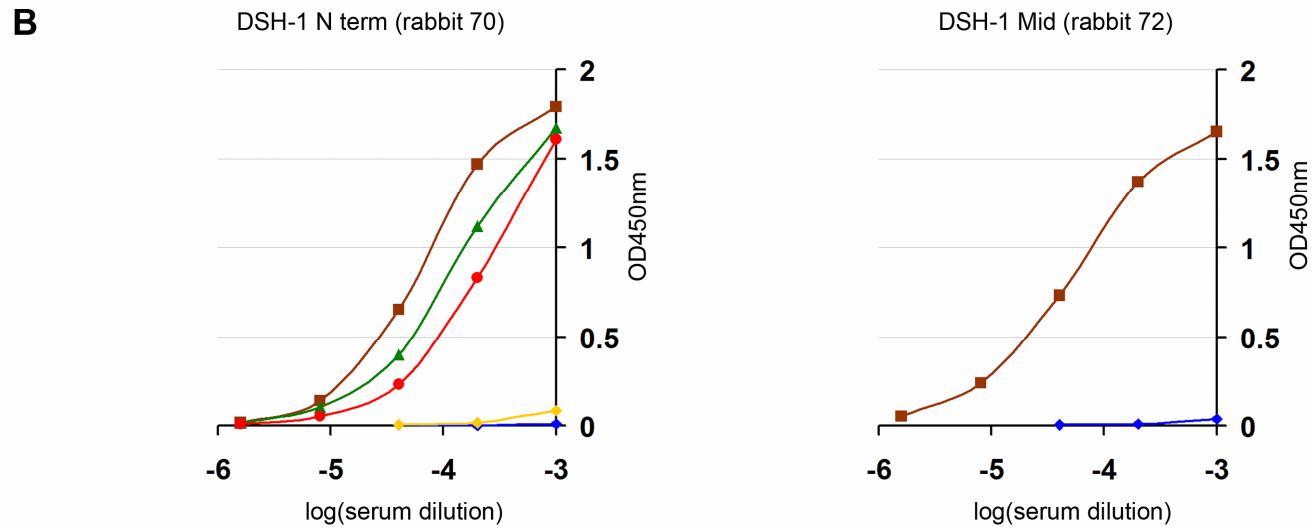 B
DSH-1 N term (rabbit 70)
2
1.5
1
0.5
0
OD450nm
-6 -5 -4 -3
log(serum dilution)
DSH-1 Mid (rabbit 72)
2
1.5
1
0.5
0
OD450nm
-6 -5 -4 -3
log(serum dilution)